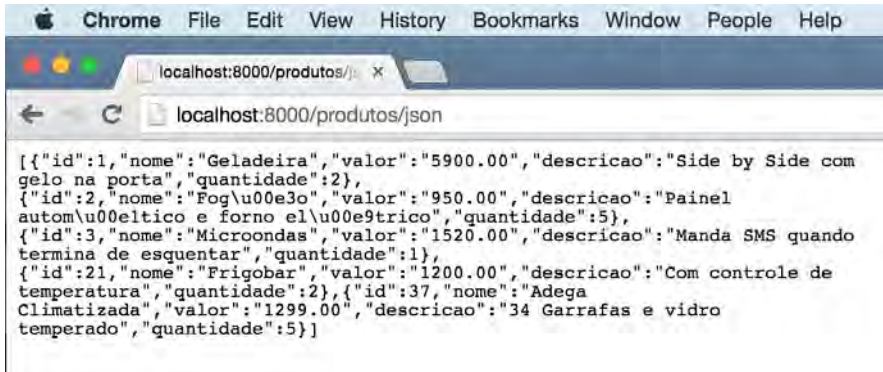 Chrome File Edit View History Bookmarks Window People Help
localhost:8000/produtos/j
localhost:8000/produtos/json
[{"id":1,"nome":"Geladeira","valor":"5900.00","descricao":"Side by Side com
gelo na porta","quantidade":2},
{"id":2,"nome":"Fog\u00e3o","valor":"950.00","descricao":"Painel
autom\u00e1tico e forno el\u00e9trico","quantidade":5},
{"id":3,"nome":"Microondas","valor":"1520.00","descricao":"Manda SMS quando
termina de esquentar","quantidade":1},
{"id":21,"nome":"Frigobar","valor":"1200.00","descricao":"Com controle de
temperatura","quantidade":2},{"id":37,"nome":"Adega
Climatizada","valor":"1299.00","descricao":"34 Garrafas e vidro
temperado","quantidade":5}]